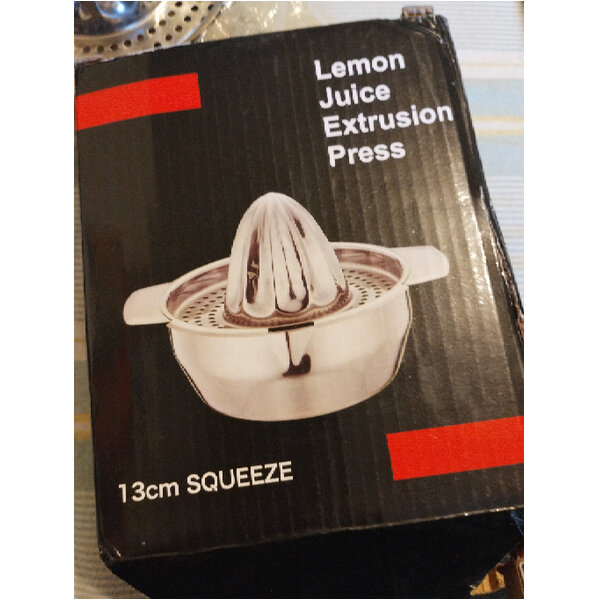 Lemon
Juice
Extrusion
Press
13cm SQUEEZE